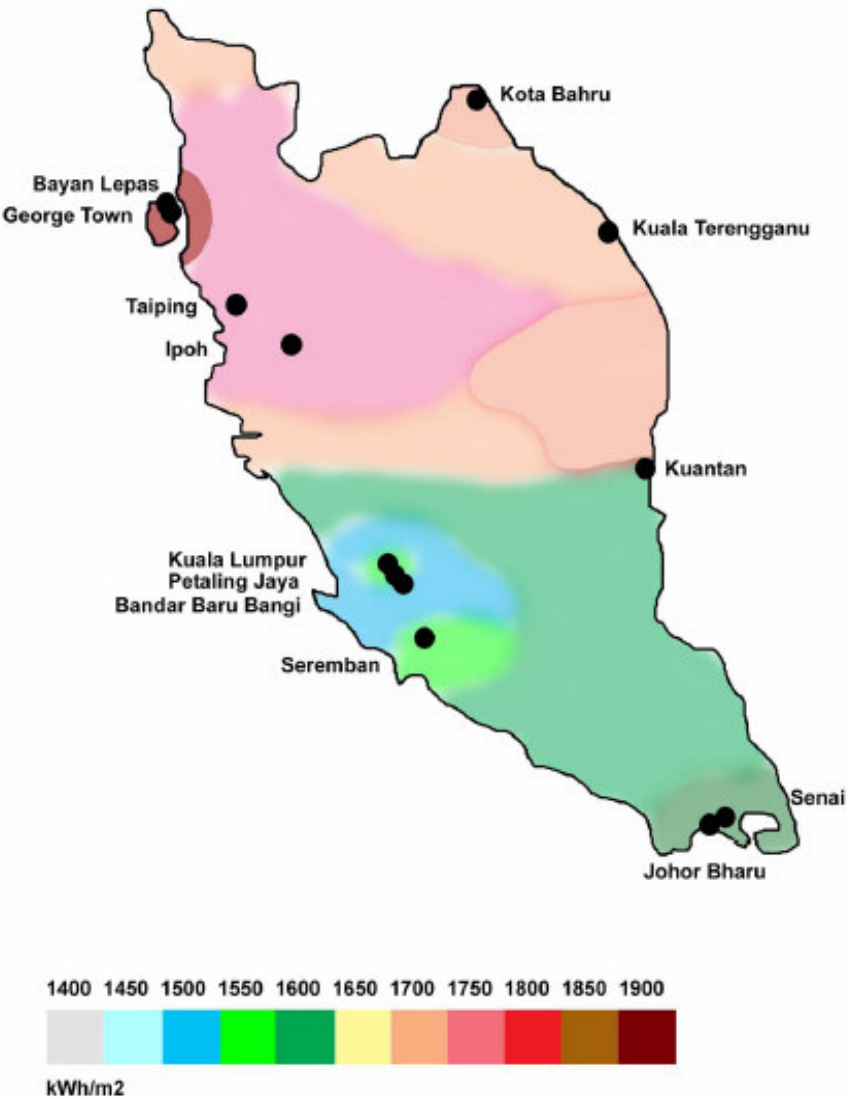 Kota Bahru
Bayan Lepas
George Town
Kuala Terengganu
Taiping
Ipoh
Kuantan
Kuala Lumpur
Petaling Jaya
Bandar Baru Bangi
Seremban
Senai
Johor Bharu
1400 1450 1500 1550 1600 1650 1700 1750 1800 1850 1900
kWh/m2